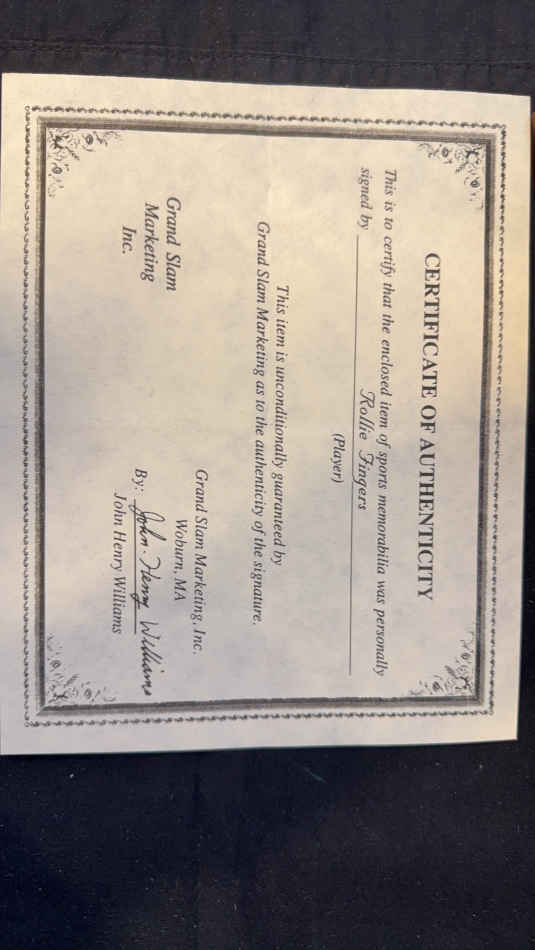 CERTIFICATE OF AUTHENTICITY
This is to certify that the enclosed item of sports memorabilia was personally
signed by Rollie Fingers
(Player)
This item is unconditionally guaranteed by
Grand Slam Marketing as to the authenticity of the signature.
Grand Slam
Marketing
Inc.
Grand Slam Marketing, Inc.
Woburn, MA
By: John. Henry Williams
John Henry Williams